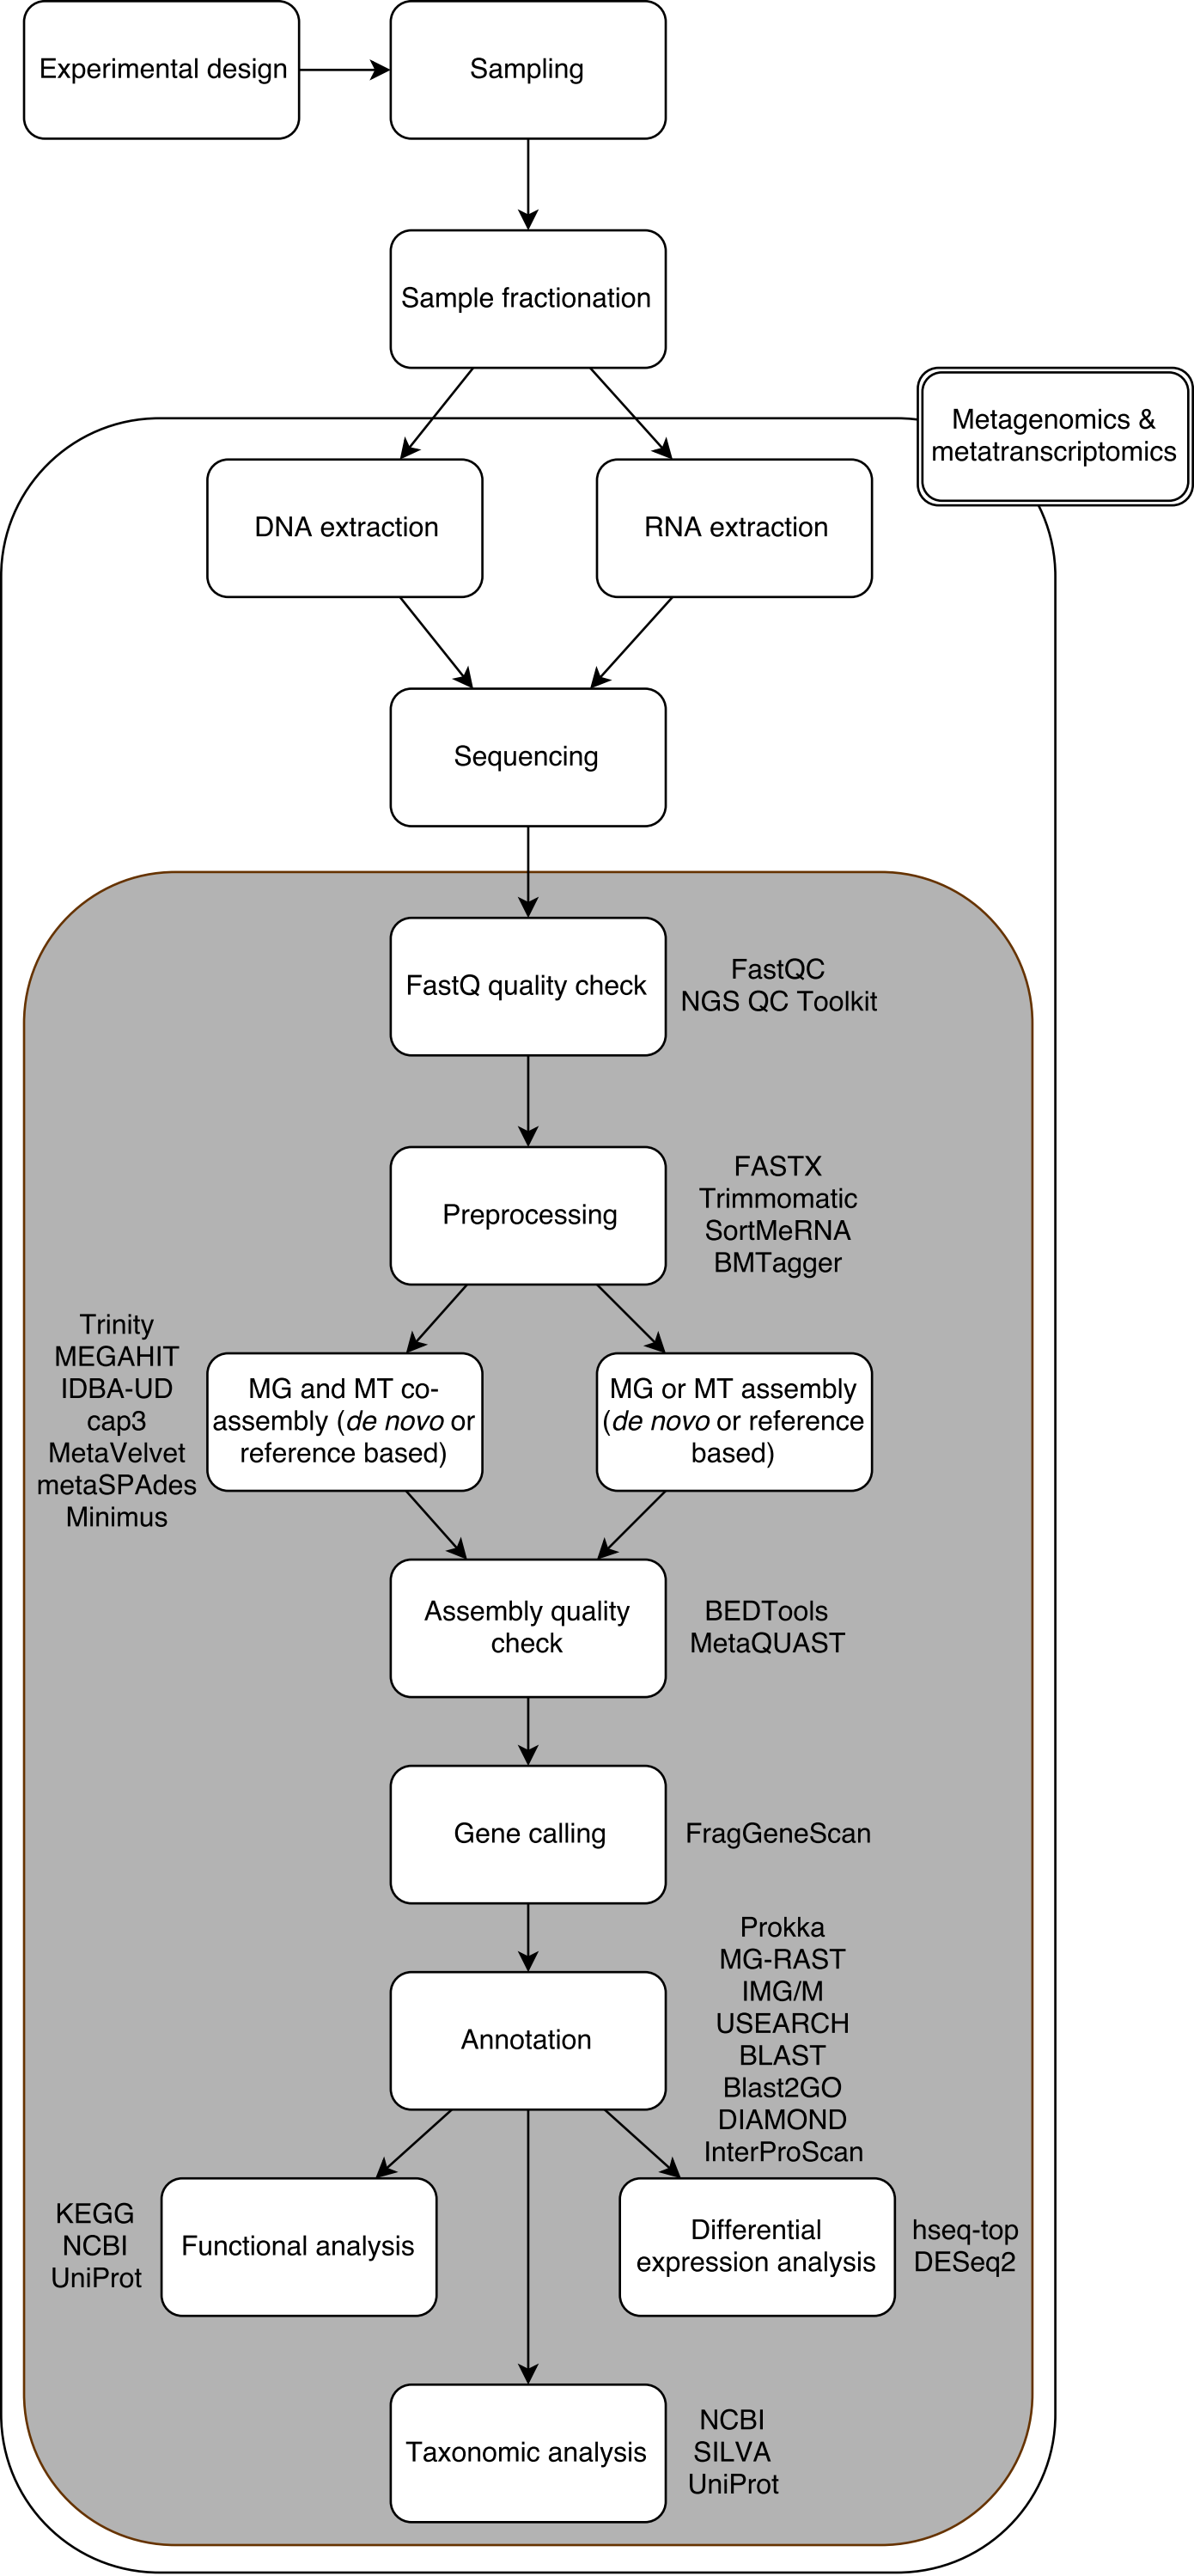 Experimental design
Sampling
Sample fractionation
Metagenomics &
metatranscriptomics
DNA extraction
RNA extraction
Sequencing
FastQ quality check
FastQC
NGS QC Toolkit
Preprocessing
FASTX
Trimmomatic
SortMeRNA
BMTagger
Trinity
MEGAHIT
IDBA-UD
cap3
MetaVelvet
metaSPAdes
Minimus
MG and MT co-
assembly (de novo or
reference based)
MG or MT assembly
(de novo or reference
based)
Assembly quality
check
BEDTools
MetaQUAST
Gene calling
FragGeneScan
Annotation
Prokka
MG-RAST
IMG/M
USEARCH
BLAST
Blast2GO
DIAMOND
InterProScan
KEGG
NCBI
UniProt
Functional analysis
Differential
expression analysis
hseq-top
DESeq2
Taxonomic analysis
NCBI
SILVA
UniProt